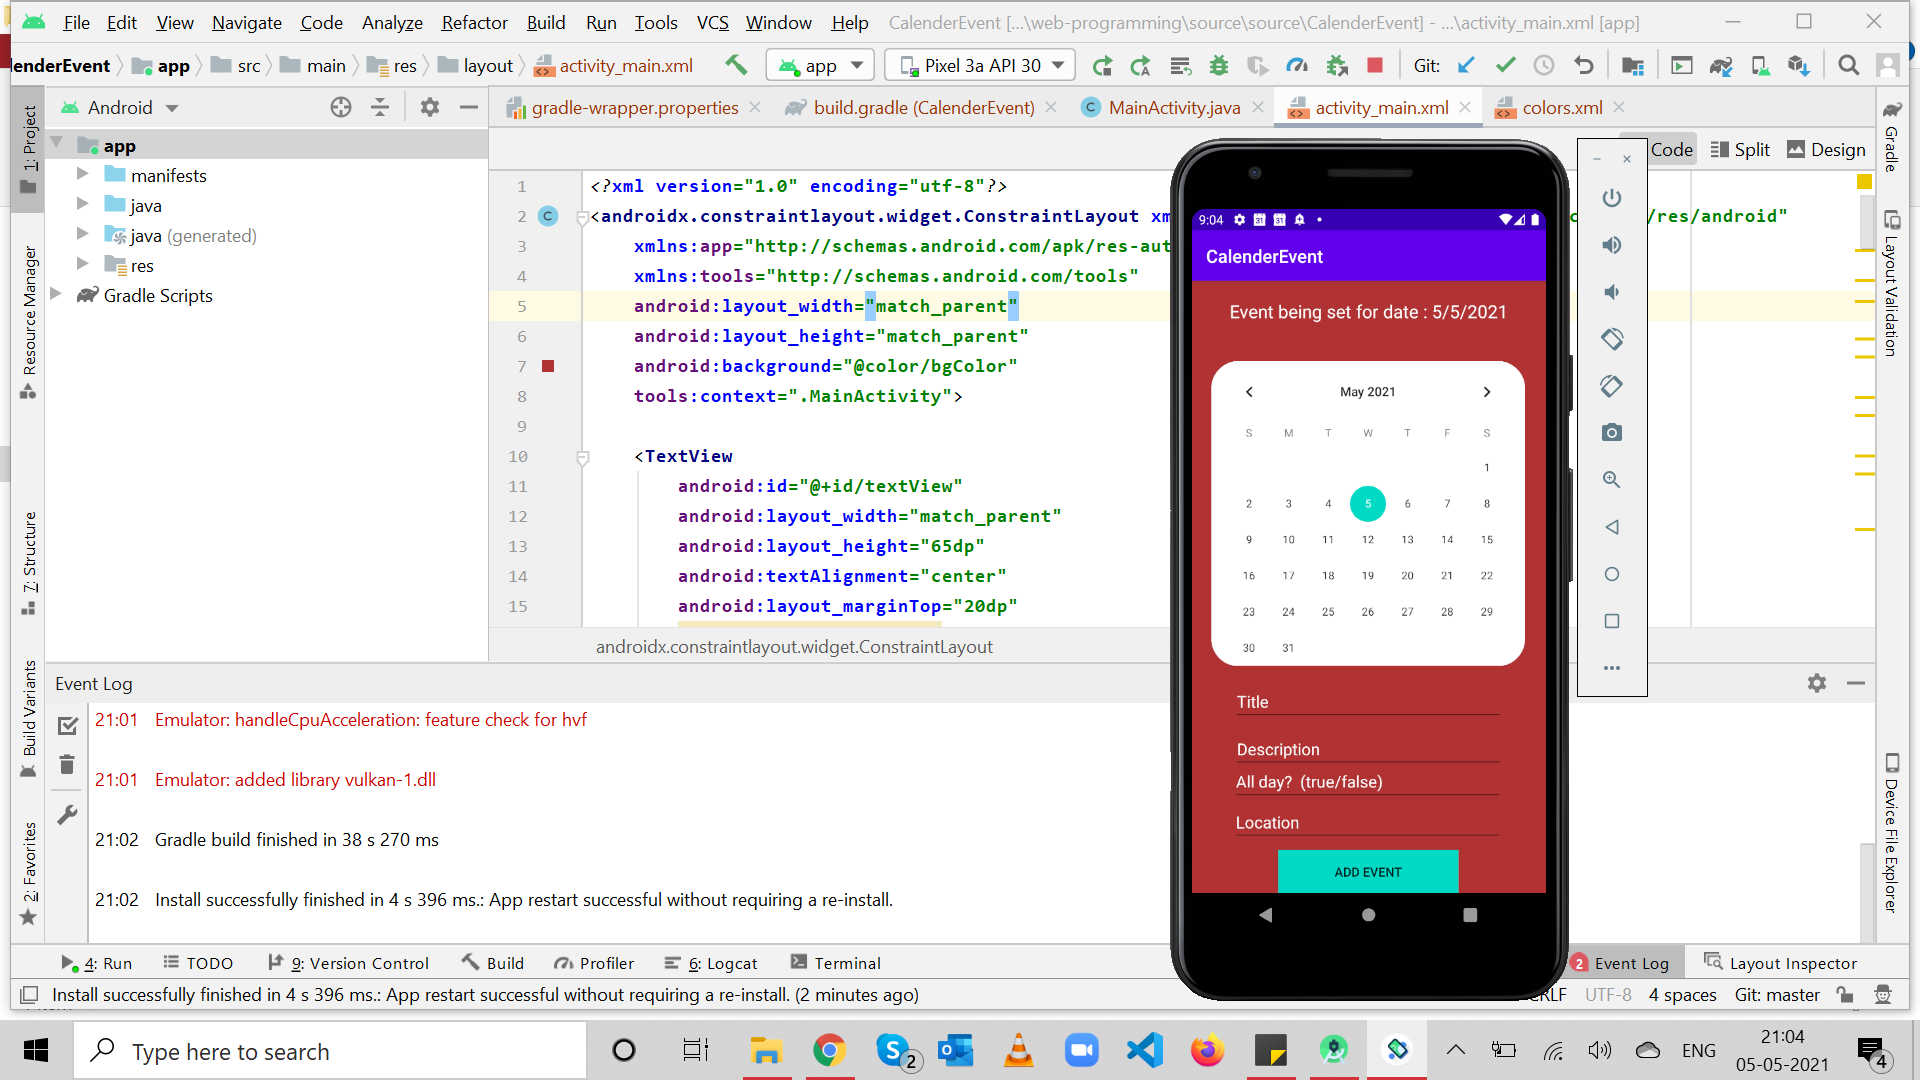 File Edit View Navigate Code Analyze Refactor Build Run Tools VCS Window Help CalenderEvent [...\web-programming\source\source\CalenderEvent] - ...\activity_main.xml [app]
lenderEvent app src main res layout activity_main.xml app Pixel 3a API 30 Git:
Android
gradle-wrapper.properties build.gradle (CalenderEvent) MainActivity.java activity_main.xml colors.xml
Code Split Design
1: Project
Resource Manager
7: Structure
Build Variants
2: Favorites
app
manifests
java
java (generated)
res
Gradle Scripts
1 <?xml version="1.0" encoding="utf-8"?>
2 <androidx.constraintlayout.widget.ConstraintLayout xm c /res/android"
3 xmlns:app="http://schemas.android.com/apk/res-aut
4 xmlns:tools="http://schemas.android.com/tools"
5 android:layout_width="match_parent"
6 android:layout_height="match_parent"
7 android:background="@color/bgColor"
8 tools:context=".MainActivity">
9
10 <TextView
11 android:id="@+id/textView"
12 android:layout_width="match_parent"
13 android:layout_height="65dp"
14 android:textAlignment="center"
15 android:layout_marginTop="20dp"
androidx.constraintlayout.widget.ConstraintLayout
9:04 31 31
CalenderEvent
Event being set for date : 5/5/2021
May 2021
S M T W T F S
1
2 3 4 5 6 7 8
9 10 11 12 13 14 15
16 17 18 19 20 21 22
23 24 25 26 27 28 29
30 31
Title
Description
All day? (true/false)
Location
ADD EVENT
Gradle
Layout Validation
Device File Explorer
Event Log
21:01 Emulator: handleCpuAcceleration: feature check for hvf
21:01 Emulator: added library vulkan-1.dll
21:02 Gradle build finished in 38 s 270 ms
21:02 Install successfully finished in 4 s 396 ms.: App restart successful without requiring a re-install.
4: Run TODO 9: Version Control Build Profiler 6: Logcat Terminal 2 Event Log Layout Inspector
Install successfully finished in 4 s 396 ms.: App restart successful without requiring a re-install. (2 minutes ago) CRLF UTF-8 4 spaces Git: master
Type here to search 2 ENG 21:04
05-05-2021 4